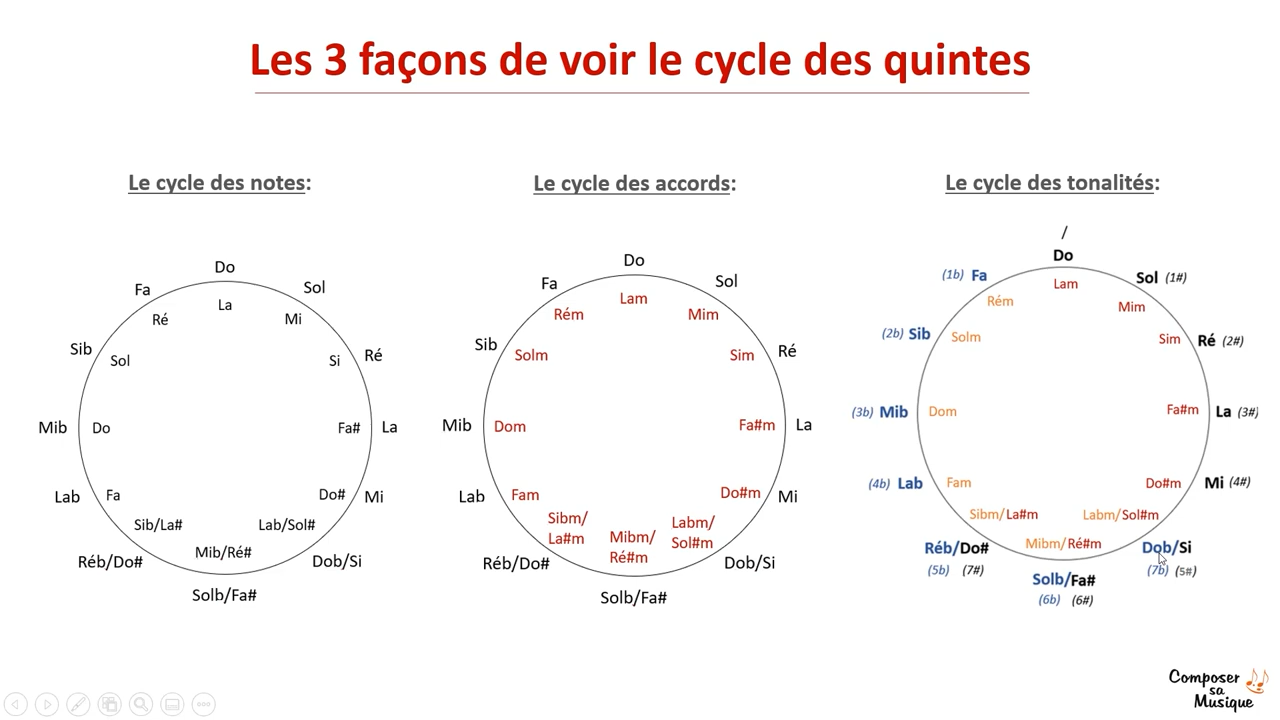 Les 3 façons de voir le cycle des quintes
Le cycle des notes:
Do
Sol
Ré
La
Mi
Dob/Si
Solb/Fa#
Réb/Do#
Lab
Mib
Sib
Fa
La
Mi
Si
Fa#
Do#
Lab/Sol#
Mib/Ré#
Sib/La#
Fa
Do
Sol
Ré
Le cycle des accords:
Do
Sol
Ré
La
Mi
Dob/Si
Solb/Fa#
Réb/Do#
Lab
Mib
Sib
Fa
Lam
Mim
Sim
Fa#m
Do#m
Labm/
Sol#m
Mibm/
Ré#m
Sibm/
La#m
Fam
Dom
Solm
Rém
Le cycle des tonalités:
/
Do
Sol (1#)
Ré (2#)
La (3#)
Mi (4#)
Dob/Si
(7b) (5#)
Solb/Fa#
(6b) (6#)
Réb/Do#
(5b) (7#)
(4b) Lab
(3b) Mib
(2b) Sib
(1b) Fa
Lam
Mim
Sim
Fa#m
Do#m
Labm/Sol#m
Mibm/Ré#m
Sibm/La#m
Fam
Dom
Solm
Rém
Composer
sa
Musique